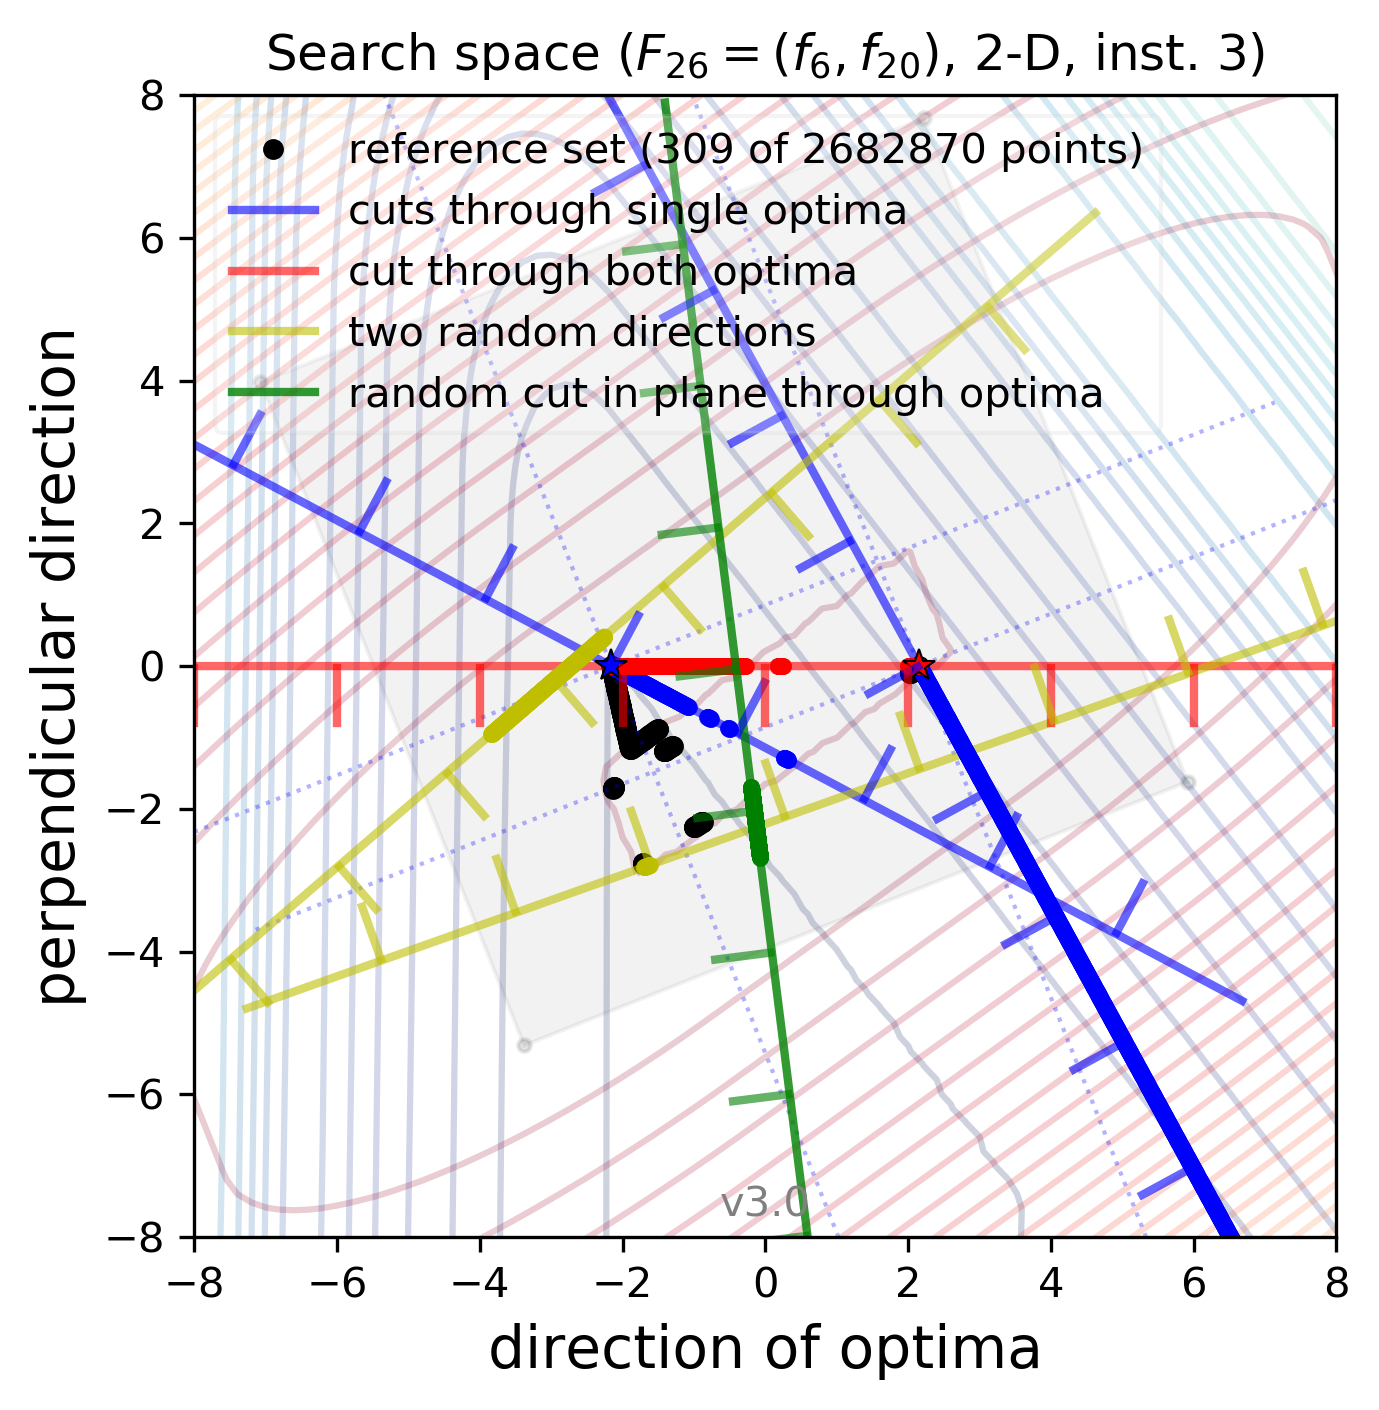 Search space (F26 = (f6, f20), 2-D, inst. 3)
reference set (309 of 2682870 points)
cuts through single optima
cut through both optima
two random directions
random cut in plane through optima
perpendicular direction
8
6
4
2
0
−2
−4
−6
−8
v3.0
−8 −6 −4 −2 0 2 4 6 8
direction of optima